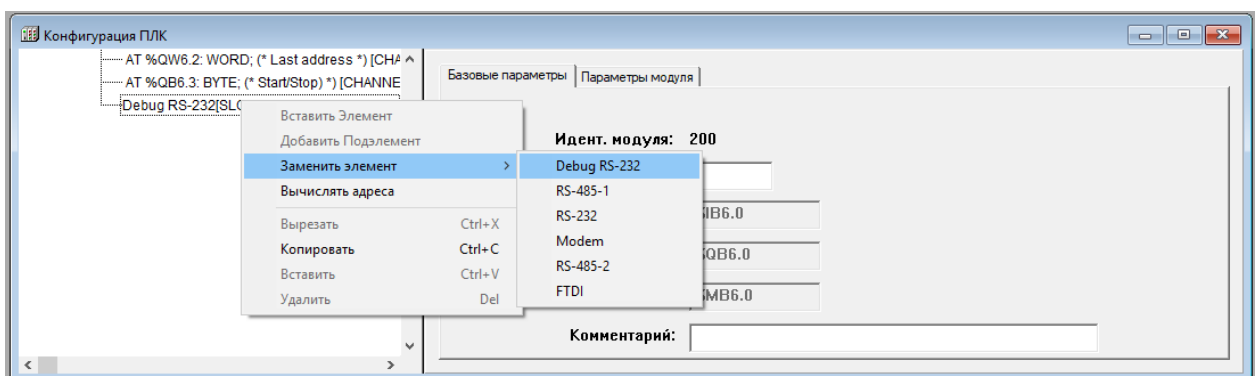 Конфигурация ПЛК
AT %QW6.2: WORD; (* Last address *) [CHA
AT %QB6.3: BYTE; (* Start/Stop) *) [CHANNE
Debug RS-232[SLO
Вставить Элемент
Добавить Подэлемент
Заменить элемент
Вычислять адреса
Вырезать Ctrl+X
Копировать Ctrl+C
Вставить Ctrl+V
Удалить Del
Debug RS-232
RS-485-1
RS-232
Modem
RS-485-2
FTDI
Базовые параметры Параметры модуля
Идент. модуля: 200
IB6.0
QB6.0
MB6.0
Комментарий: